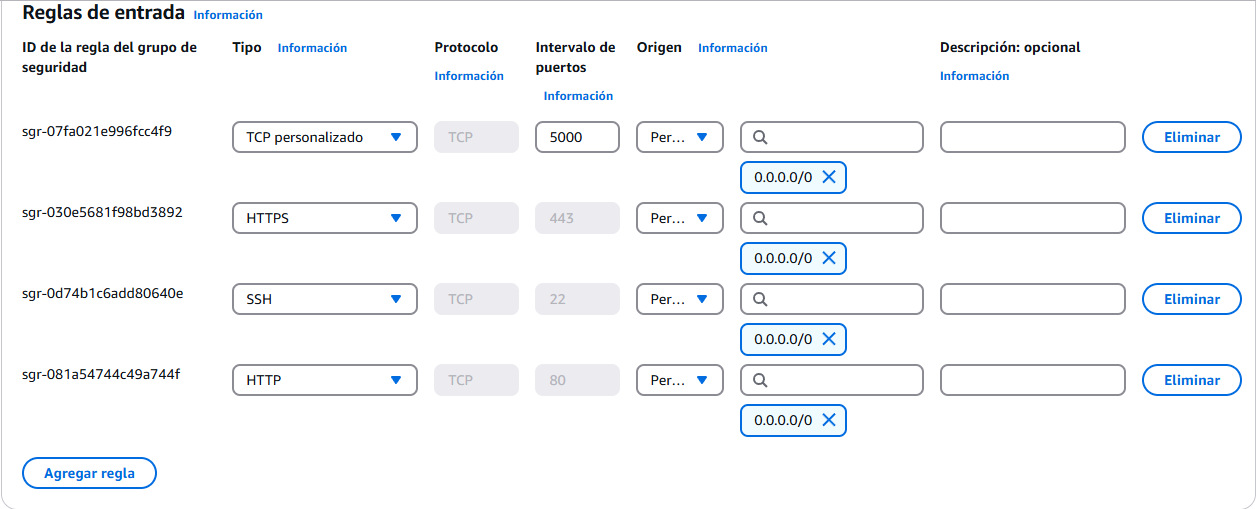 Reglas de entrada Información
ID de la regla del grupo de seguridad
Tipo Información
Protocolo
Información
Intervalo de puertos
Información
Origen Información
Descripción: opcional
Información
sgr-07fa021e996fcc4f9 TCP personalizado TCP 5000 Per... Eliminar
0.0.0.0/0
sgr-030e5681f98bd3892 HTTPS TCP 443 Per... Eliminar
0.0.0.0/0
sgr-0d74b1c6add80640e SSH TCP 22 Per... Eliminar
0.0.0.0/0
sgr-081a54744c49a744f HTTP TCP 80 Per... Eliminar
0.0.0.0/0
Agregar regla